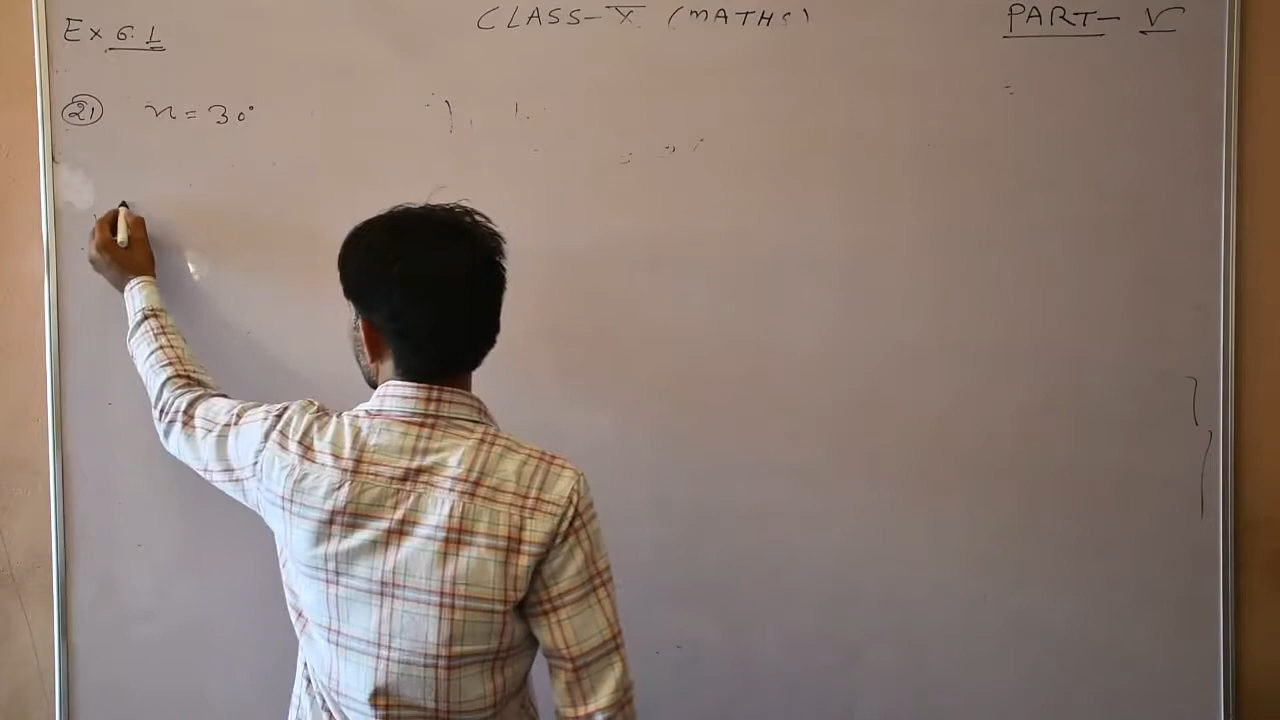 Ex 6.1
CLASS-X (MATHS)
PART-V
21 x = 30°